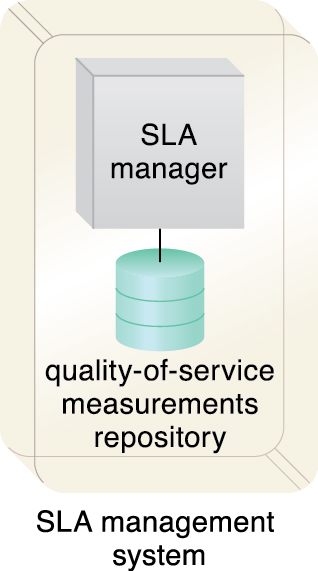 SLA
manager
quality-of-service
measurements
repository
SLA management
system